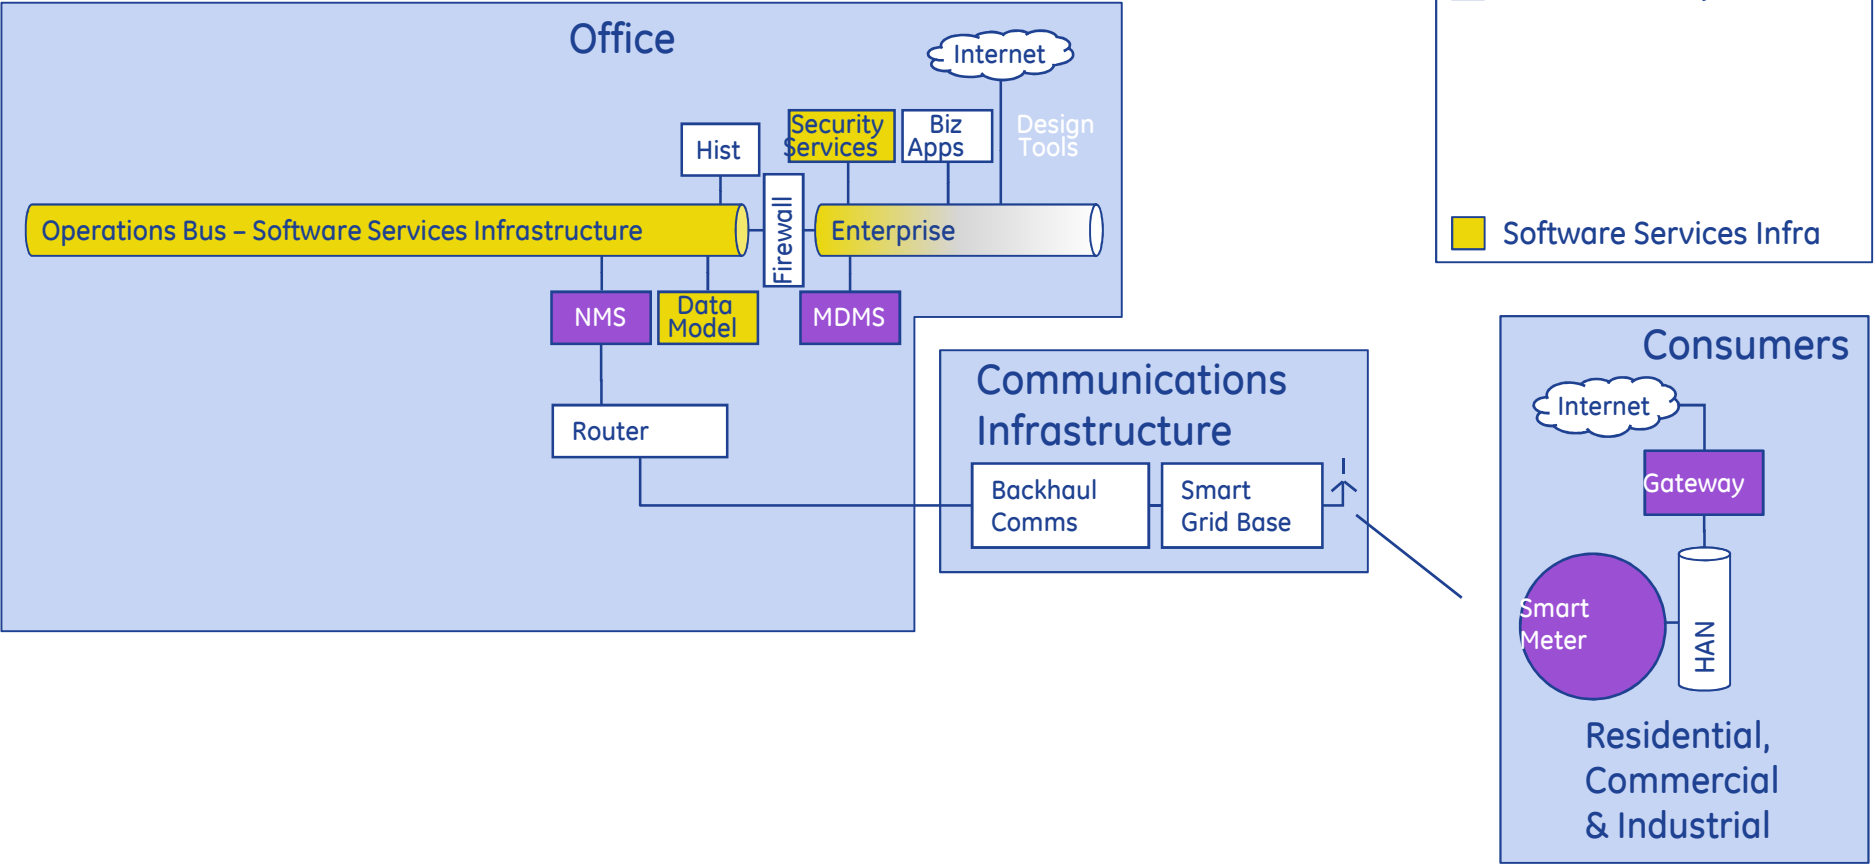 Office
Internet
Security
Services
Biz
Apps
Design
Tools
Hist
Firewall
Operations Bus – Software Services Infrastructure
Enterprise
Software Services Infra
NMS
Data
Model
MDMS
Router
Communications
Infrastructure
Backhaul
Comms
Smart
Grid Base
Consumers
Internet
Gateway
Smart
Meter
HAN
Residential,
Commercial
& Industrial